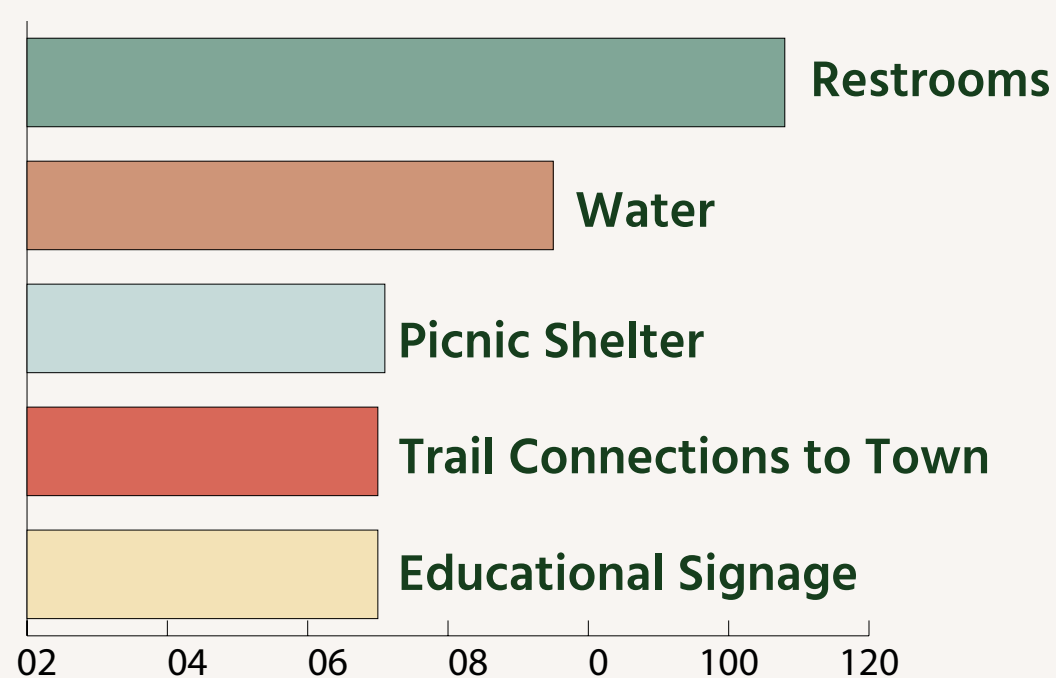 Restrooms
Water
Picnic Shelter
Trail Connections to Town
Educational Signage
02 04 06 08 0 100 120